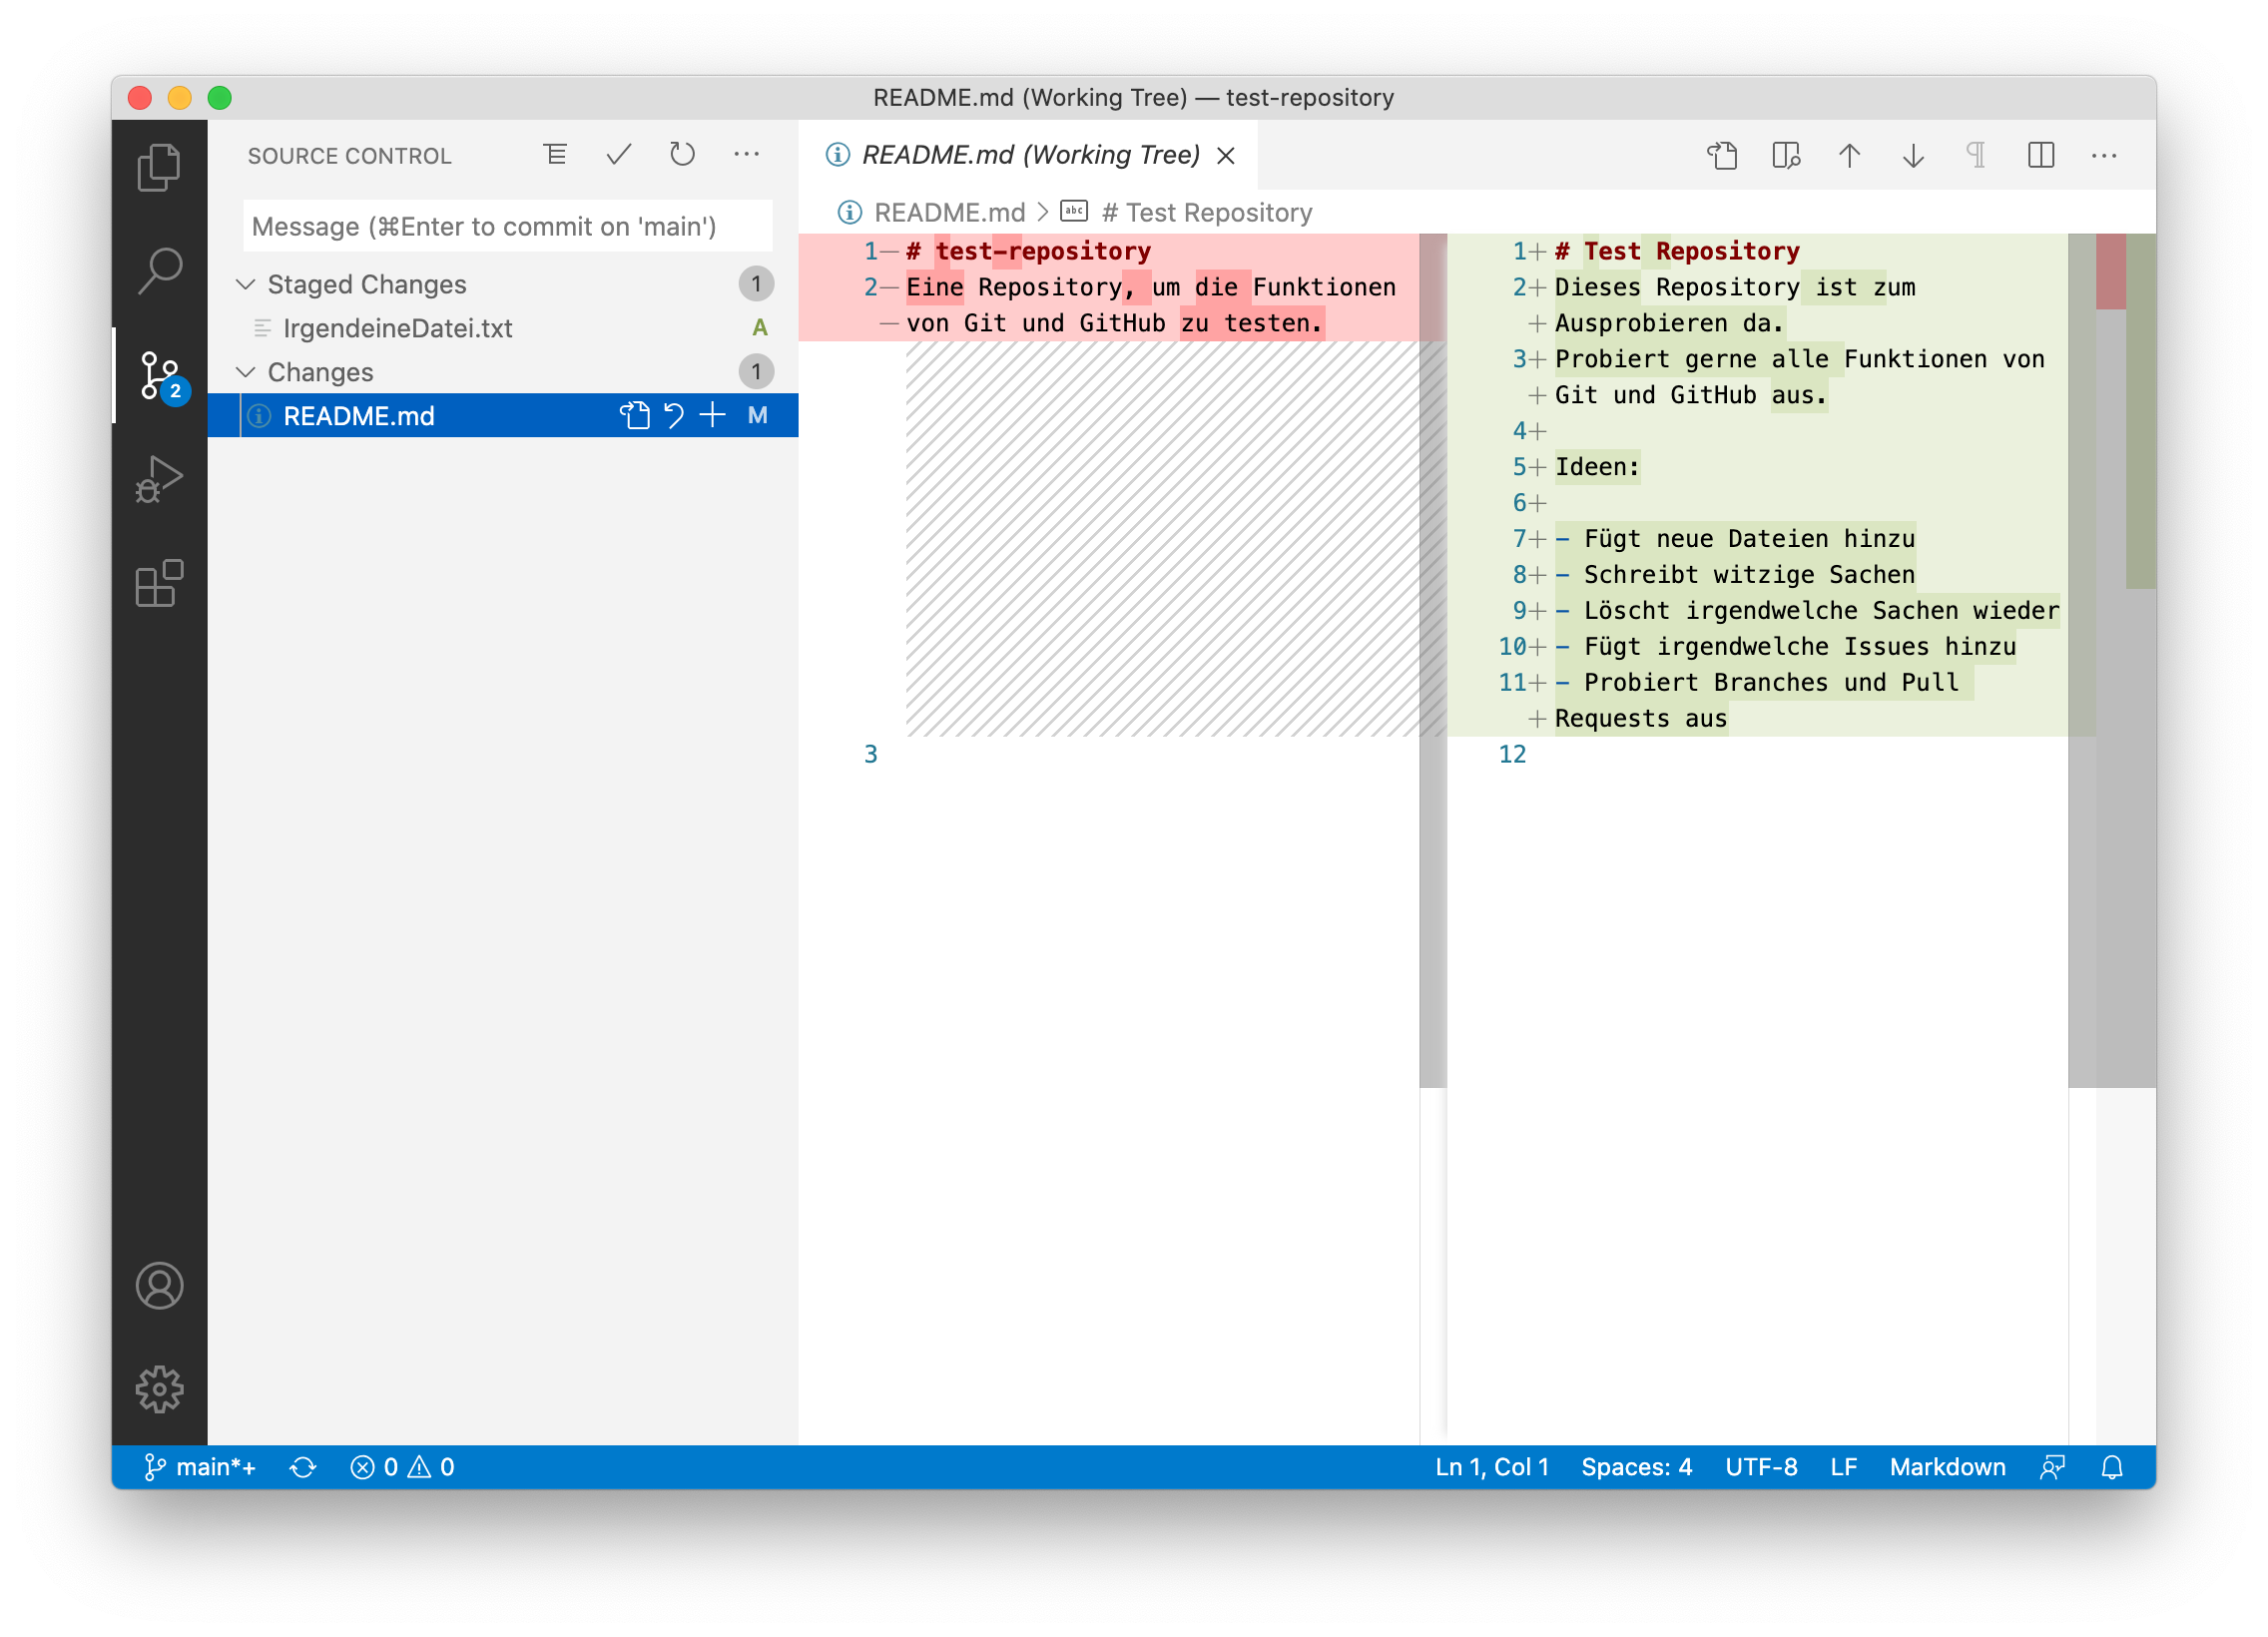 README.md (Working Tree) — test-repository
SOURCE CONTROL
README.md (Working Tree)
Message (⌘Enter to commit on 'main')
README.md > abc # Test Repository
Staged Changes 1
IrgendeineDatei.txt A
Changes 1
README.md M
2
1 — # test-repository
2 — Eine Repository, um die Funktionen
— von Git und GitHub zu testen.
3
1 + # Test Repository
2 + Dieses Repository ist zum
+ Ausprobieren da.
3 + Probiert gerne alle Funktionen von
+ Git und GitHub aus.
4 +
5 + Ideen:
6 +
7 + - Fügt neue Dateien hinzu
8 + - Schreibt witzige Sachen
9 + - Löscht irgendwelche Sachen wieder
10 + - Fügt irgendwelche Issues hinzu
11 + - Probiert Branches und Pull
+ Requests aus
12
main*+ 0 0 Ln 1, Col 1 Spaces: 4 UTF-8 LF Markdown